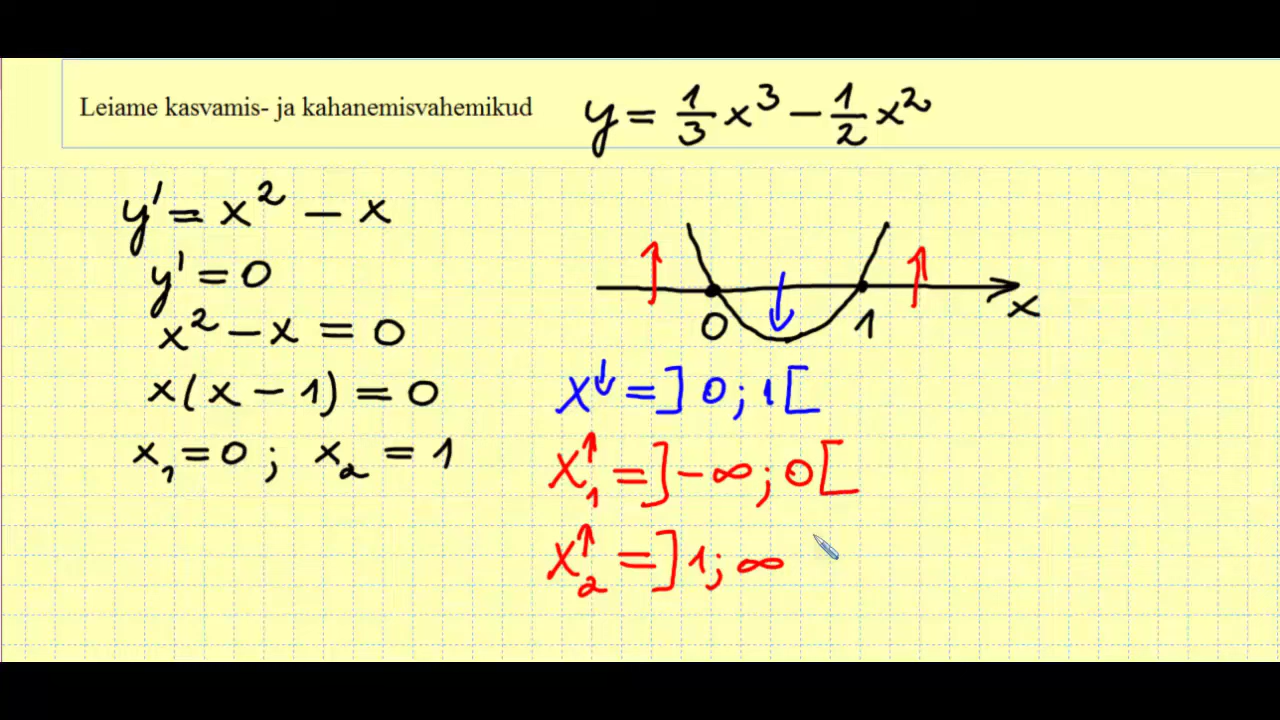 Leiame kasvamis- ja kahanemisvahemikud y = 1/3 x³ − 1/2 x²
y' = x² − x
y' = 0
x² − x = 0
x(x − 1) = 0
x₁ = 0 ; x₂ = 1
0 1 x
X↓ = ]0; 1[
X₁↑ = ]−∞; 0[
X₂↑ = ]1; ∞